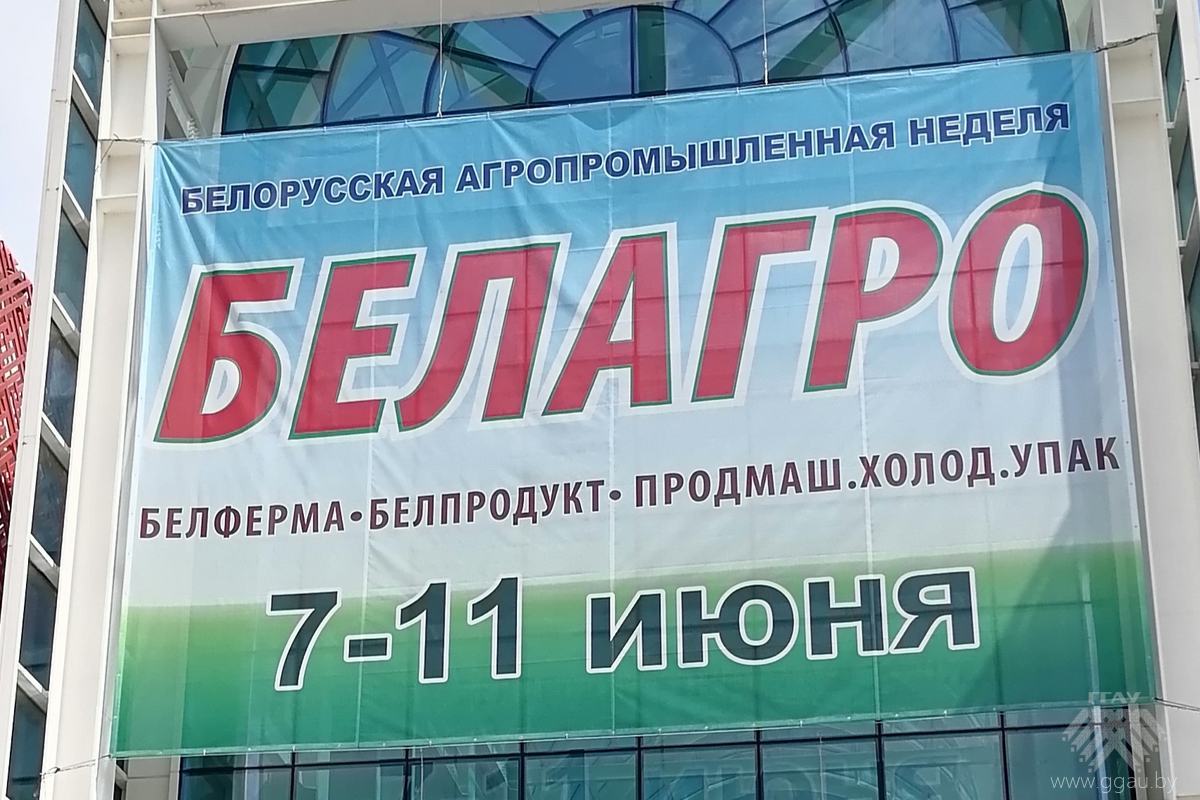 БЕЛОРУССКАЯ АГРОПРОМЫШЛЕННАЯ НЕДЕЛЯ
БЕЛАГРО
БЕЛФЕРМА•БЕЛПРОДУКТ•ПРОДМАШ.ХОЛОД.УПАК
7-11 ИЮНЯ
ГГАУ
www.ggau.by